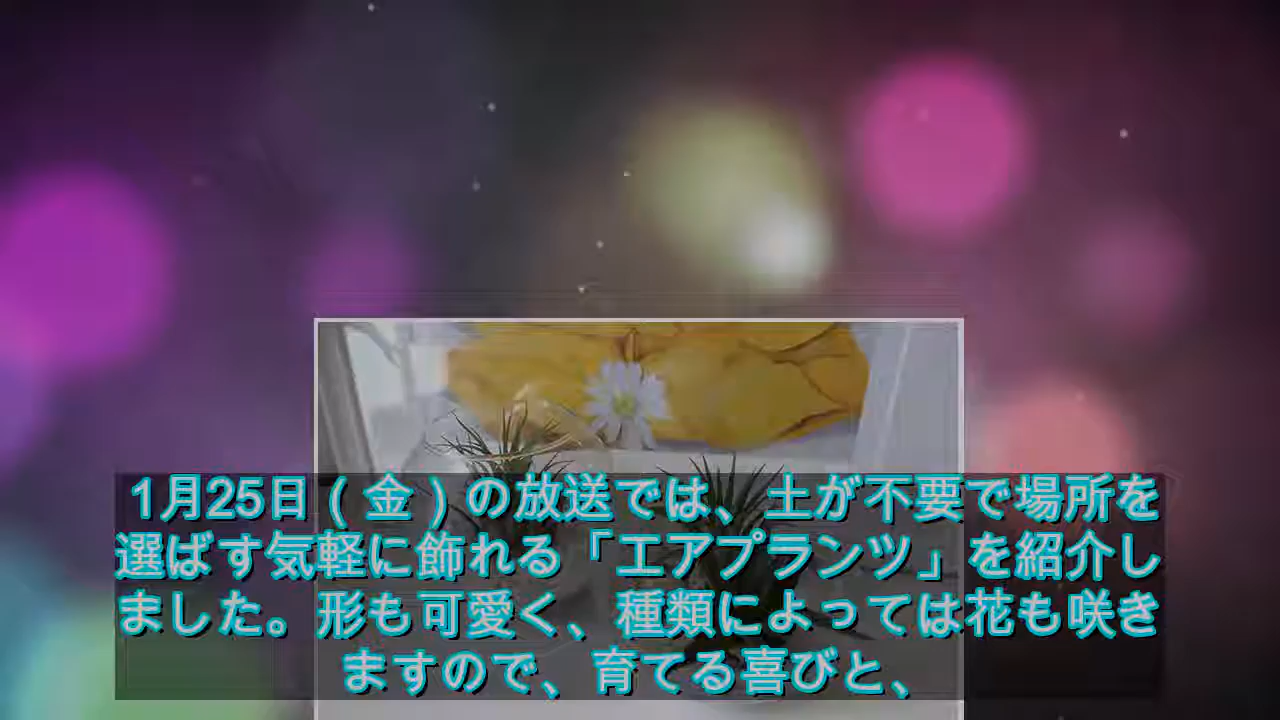 1月25日(金)の放送では、土が不要で場所を
選ばす気軽に飾れる「エアプランツ」を紹介し
ました。形も可愛く、種類によっては花も咲き
ますので、育てる喜びと、